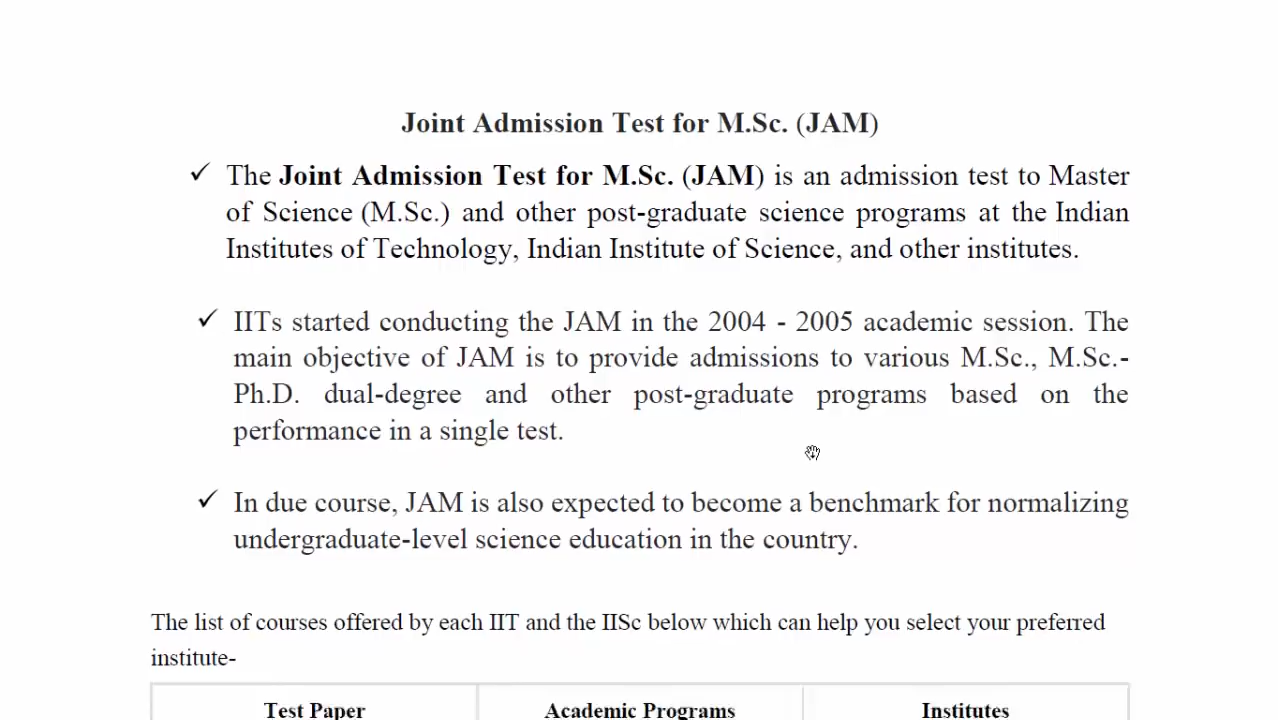 Joint Admission Test for M.Sc. (JAM)
✓ The Joint Admission Test for M.Sc. (JAM) is an admission test to Master
of Science (M.Sc.) and other post-graduate science programs at the Indian
Institutes of Technology, Indian Institute of Science, and other institutes.
✓ IITs started conducting the JAM in the 2004 - 2005 academic session. The
main objective of JAM is to provide admissions to various M.Sc., M.Sc.-
Ph.D. dual-degree and other post-graduate programs based on the
performance in a single test.
✓ In due course, JAM is also expected to become a benchmark for normalizing
undergraduate-level science education in the country.
The list of courses offered by each IIT and the IISc below which can help you select your preferred
institute-
Test Paper Academic Programs Institutes